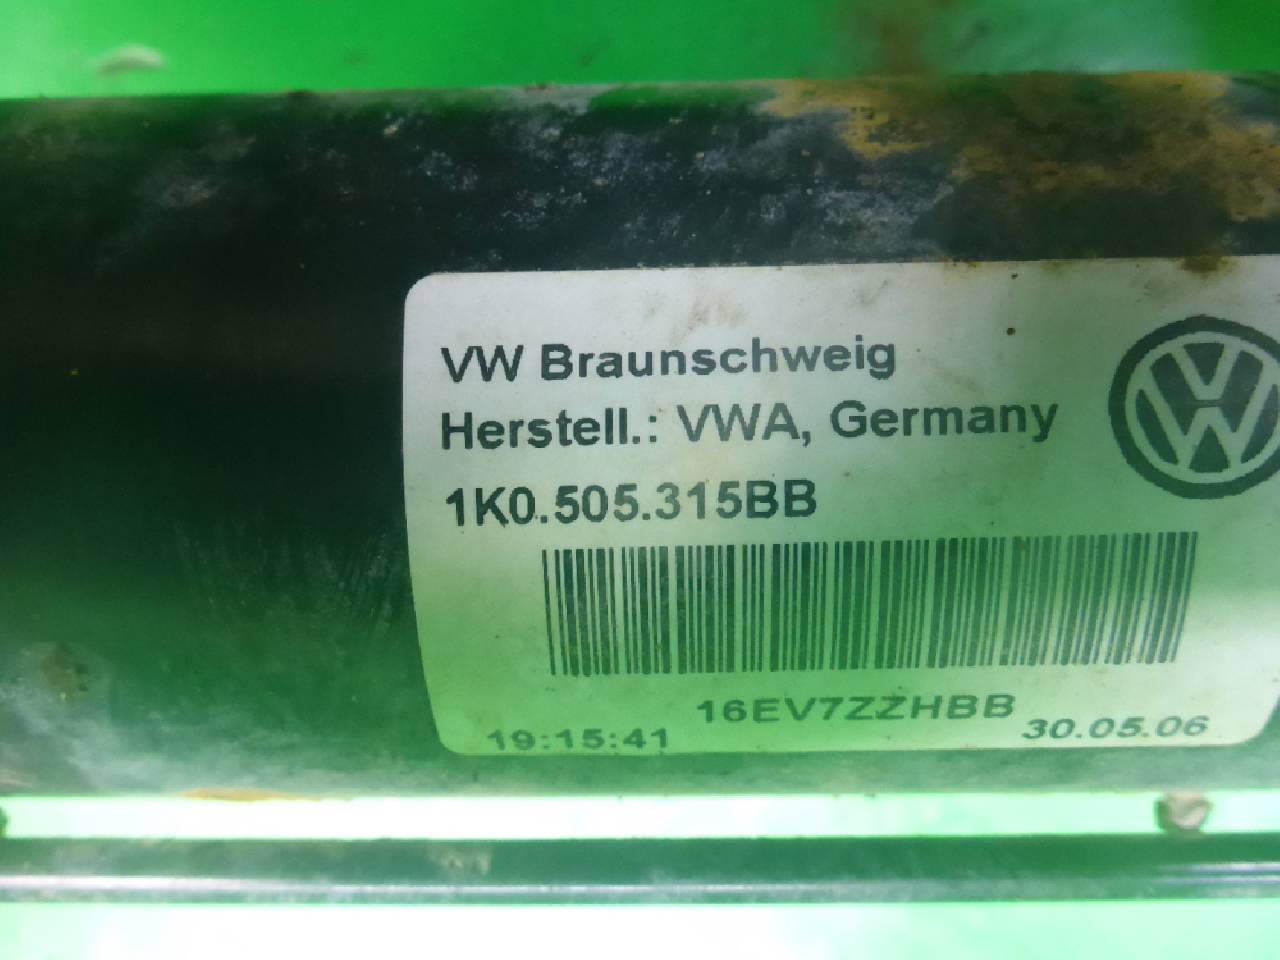 VW Braunschweig
Herstell.: VWA, Germany
1K0.505.315BB
16EV7ZZHBB
19:15:41 30.05.06